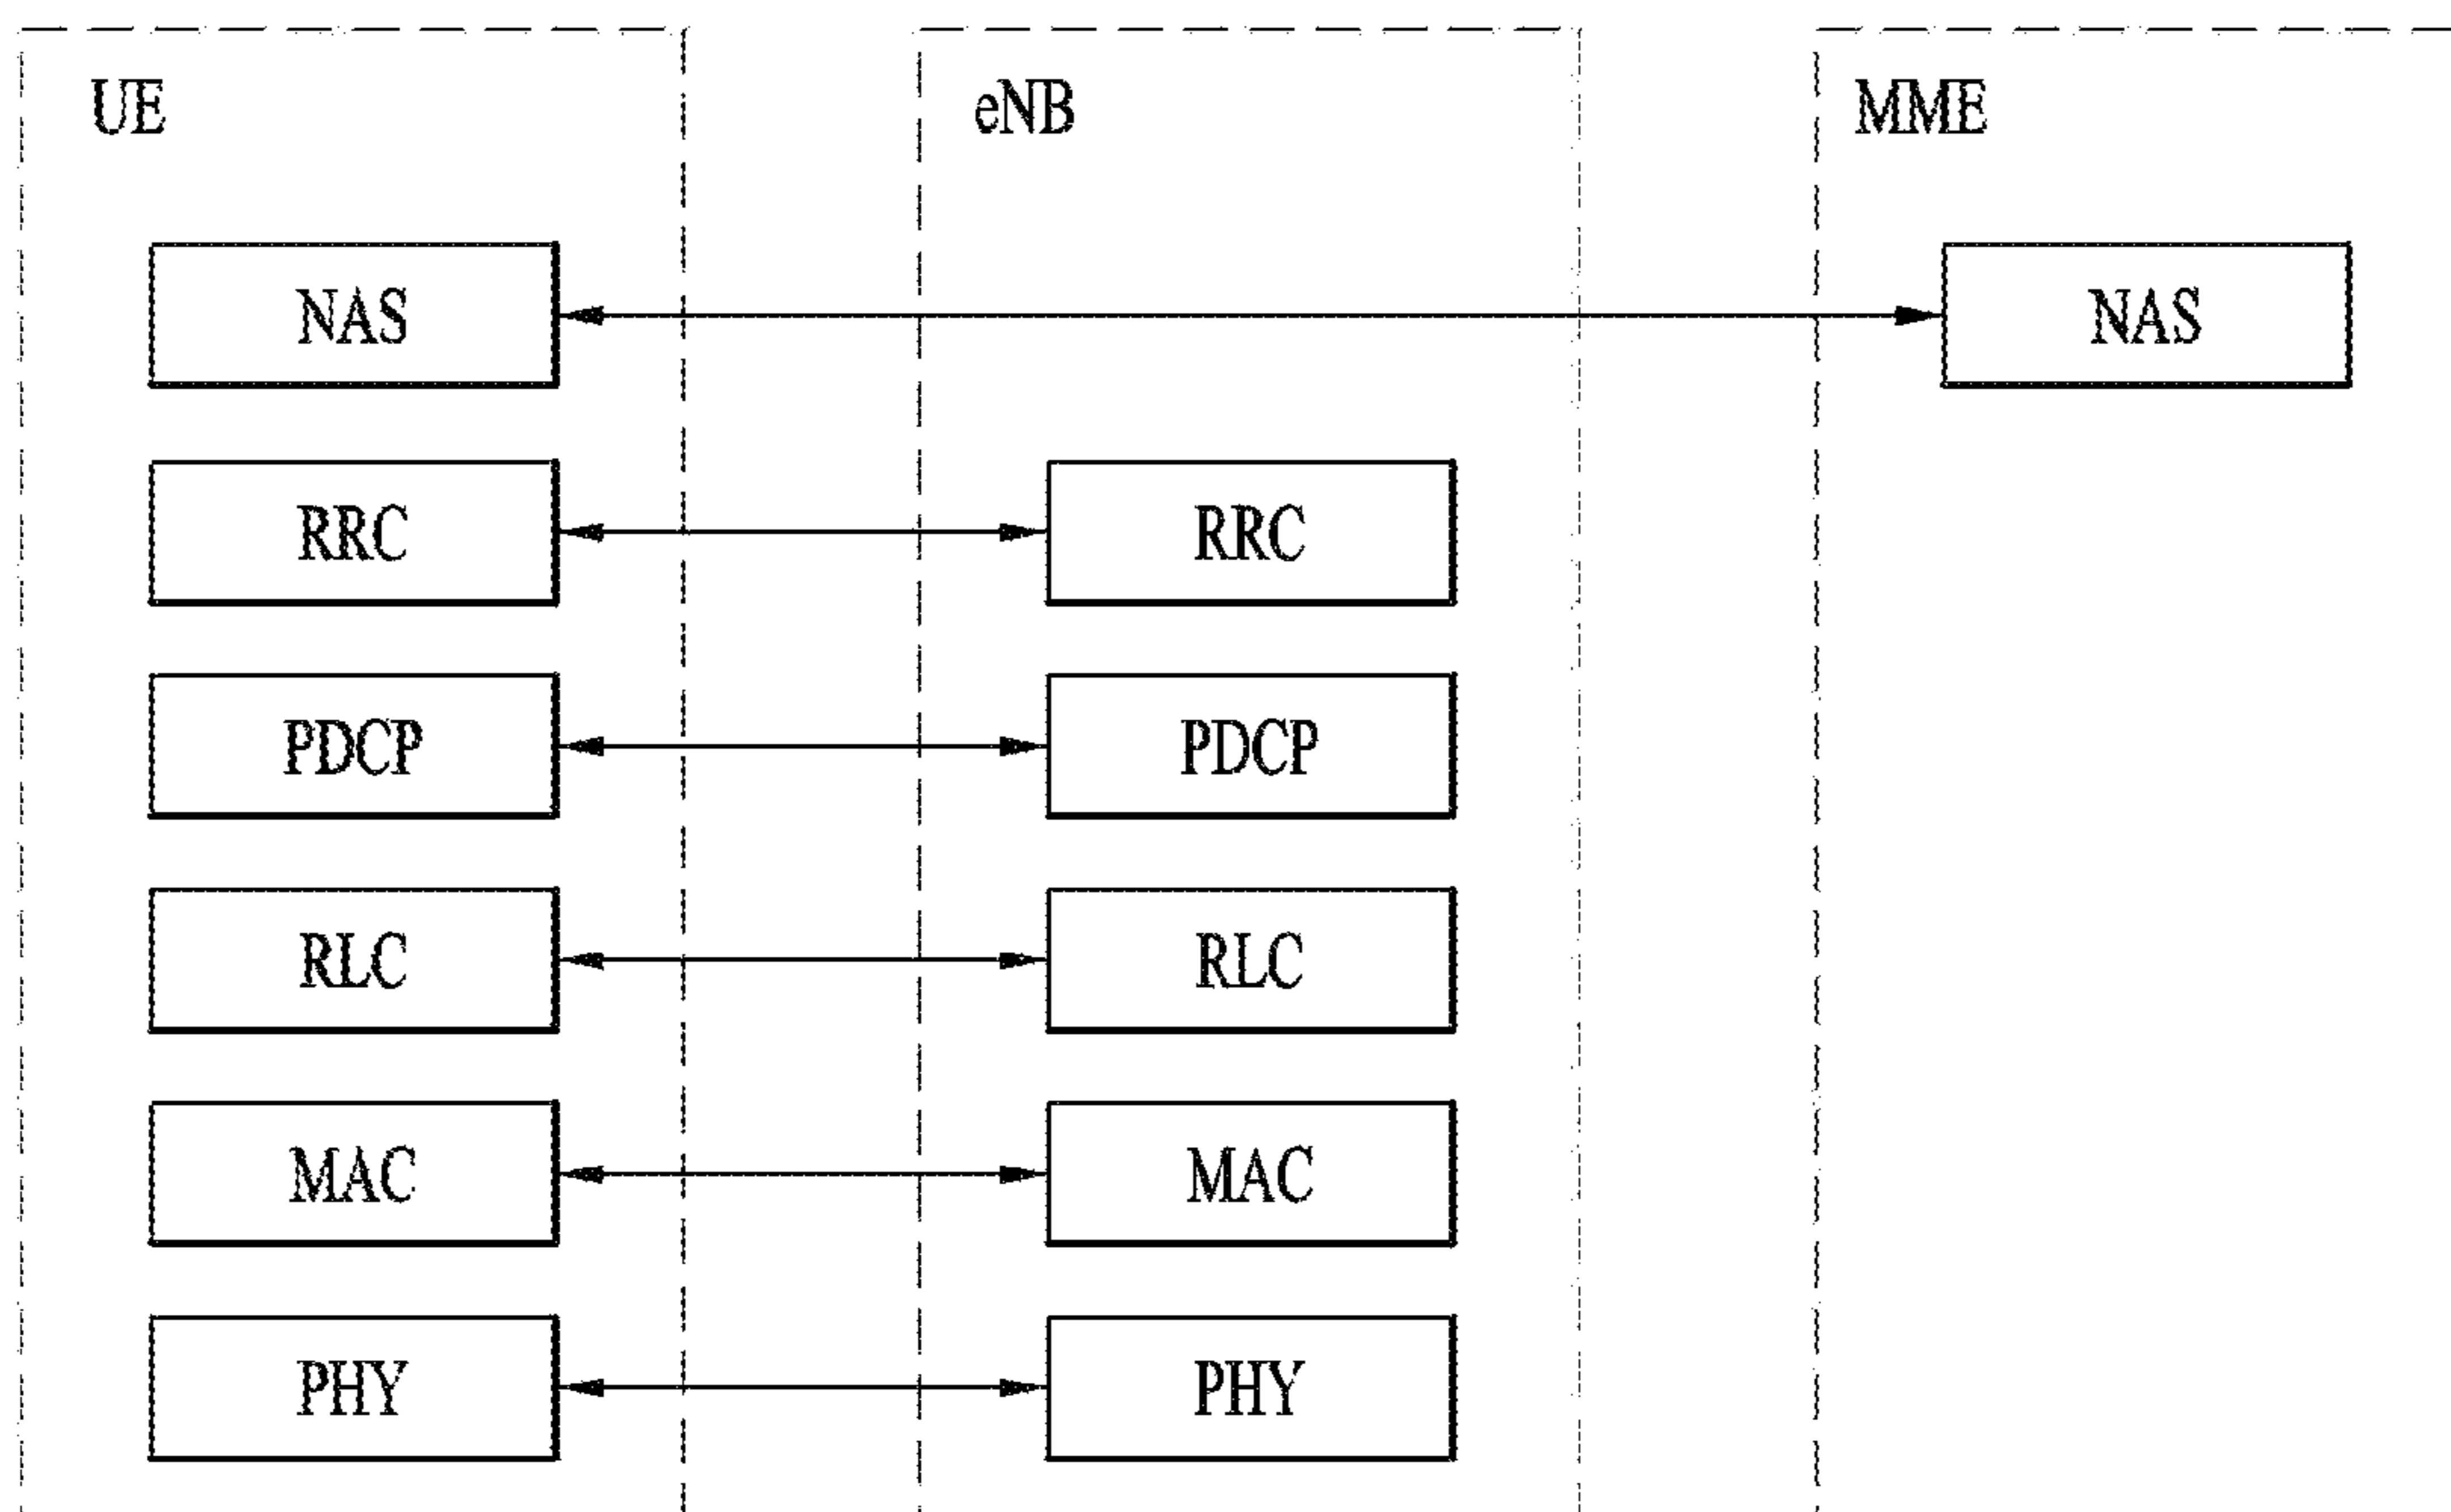 UE eNB MME
NAS NAS
RRC RRC
PDCP PDCP
RLC RLC
MAC MAC
PHY PHY